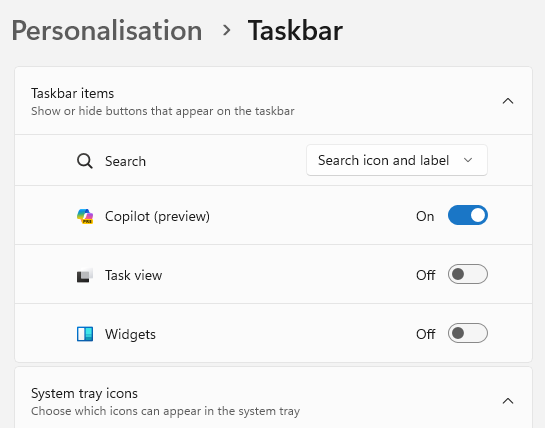 Personalisation > Taskbar
Taskbar items
Show or hide buttons that appear on the taskbar
Search
Search icon and label
Copilot (preview)
On
Task view
Off
Widgets
Off
System tray icons
Choose which icons can appear in the system tray